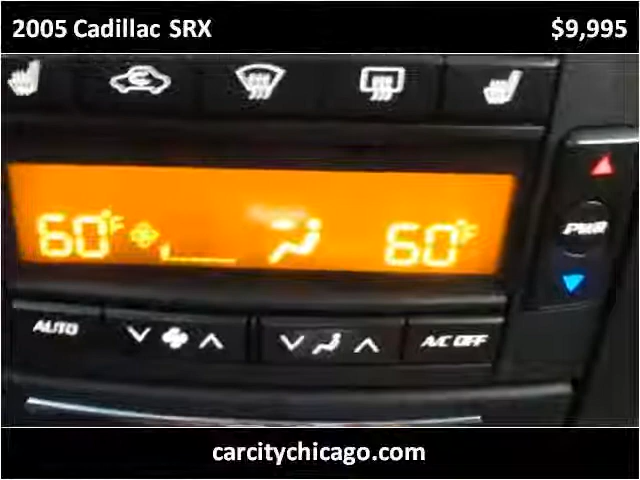 2005 Cadillac SRX $9,995
60°F 60°F
PWR
AUTO A/C OFF
carcitychicago.com